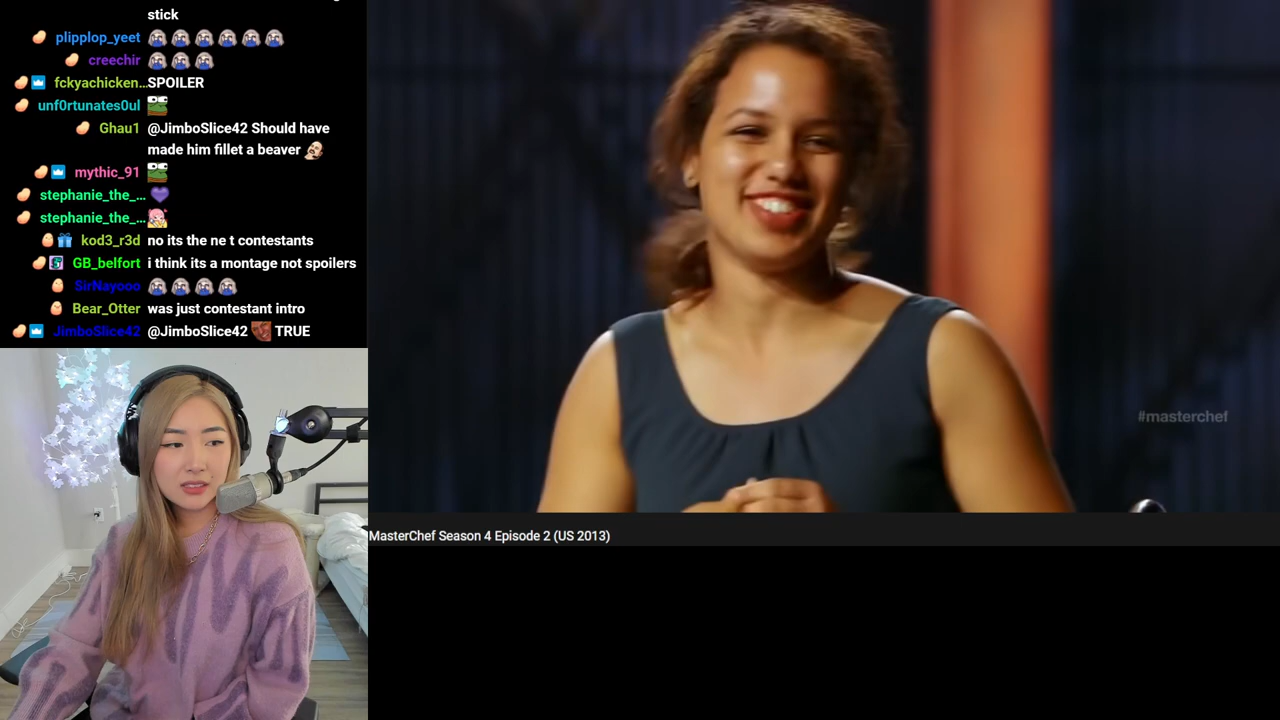 stick
plipplop_yeet
creechir
fckyachicken... SPOILER
unf0rtunates0ul
Ghau1 @JimboSlice42 Should have
made him fillet a beaver
mythic_91
stephanie_the_...
stephanie_the_...
kod3_r3d no its the ne t contestants
GB_belfort i think its a montage not spoilers
SirNayooo
Bear_Otter was just contestant intro
JimboSlice42 @JimboSlice42 TRUE
#masterchef
MasterChef Season 4 Episode 2 (US 2013)